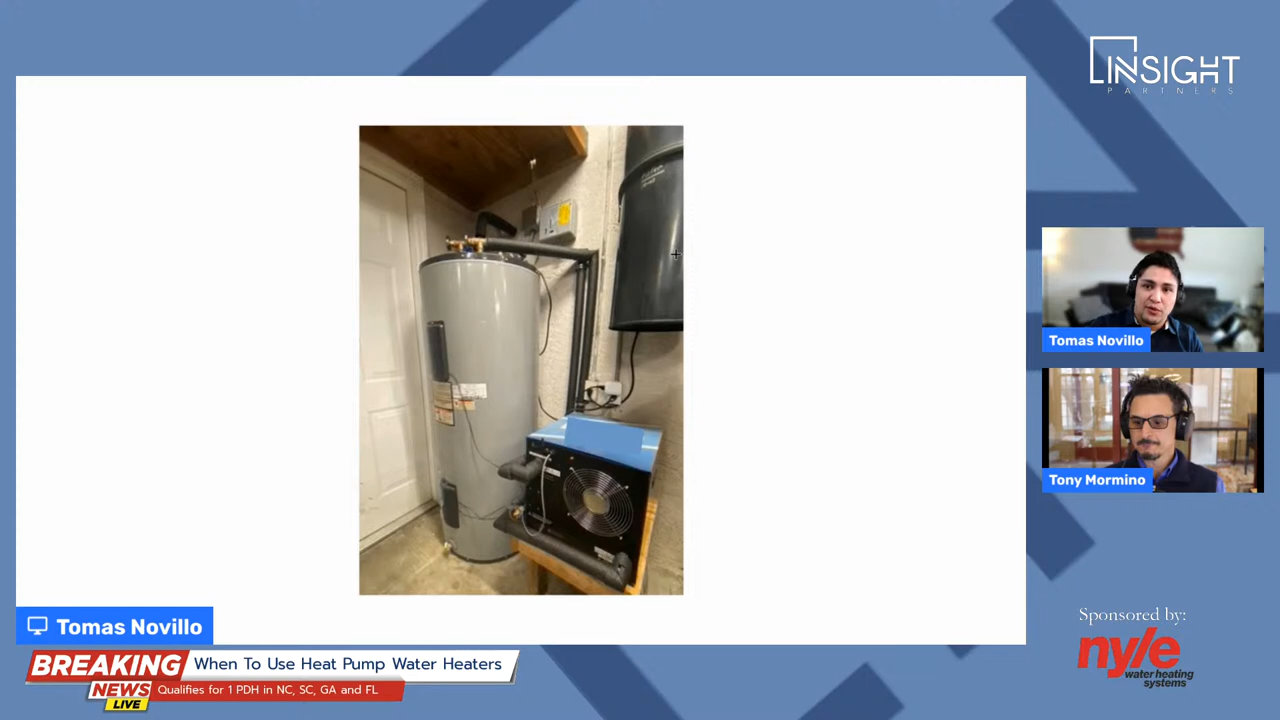 INSIGHT
PARTNERS
Tomas Novillo
Tony Mormino
Tomas Novillo
BREAKING
NEWS
LIVE
When To Use Heat Pump Water Heaters
Qualifies for 1 PDH in NC, SC, GA and FL
Sponsored by:
nyle
water heating
systems